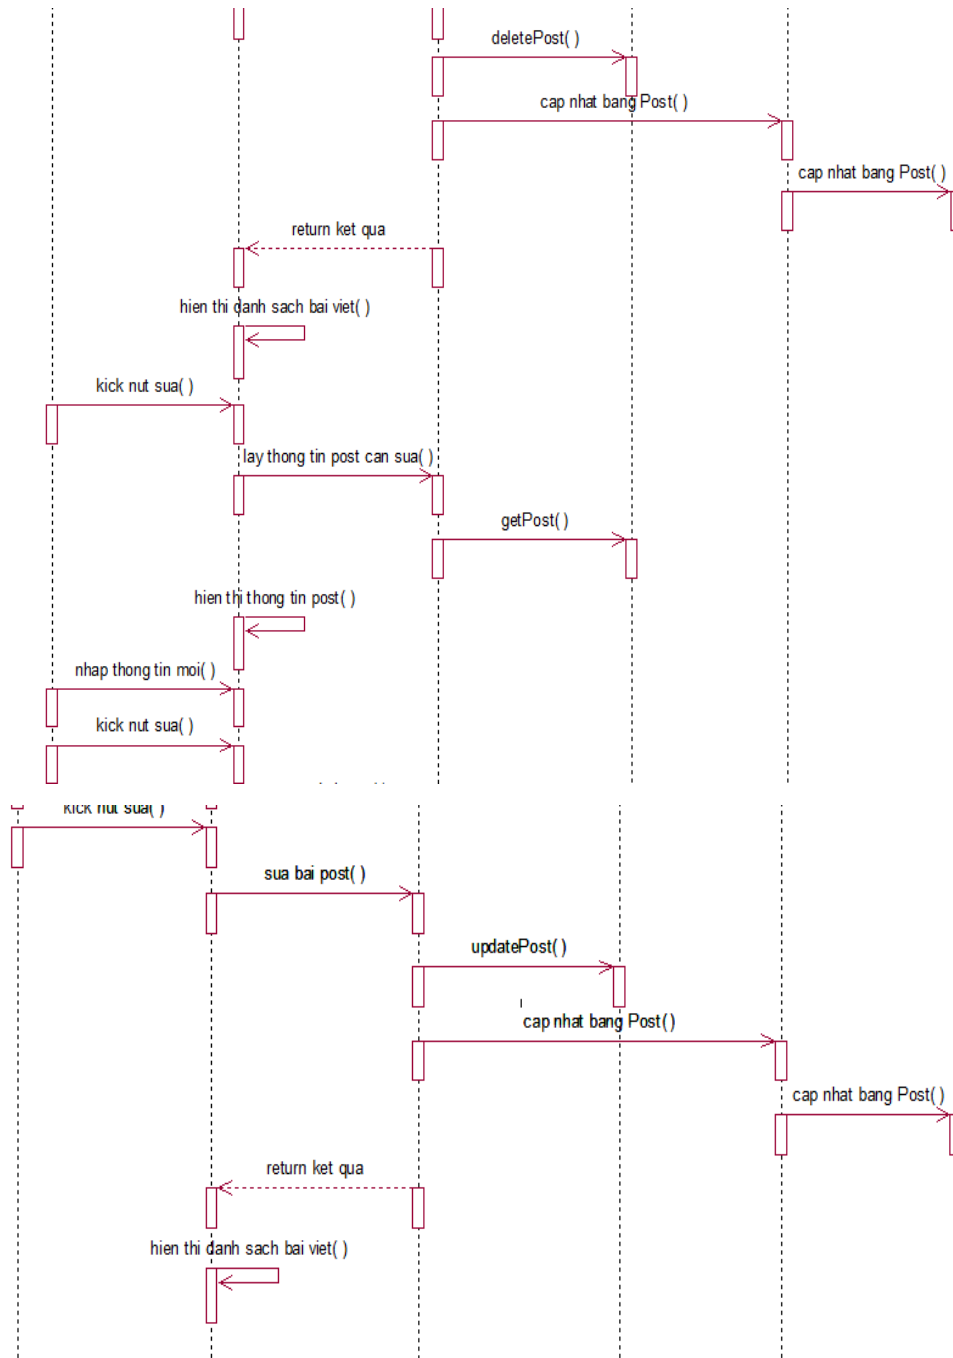 deletePost( )
cap nhat bang Post( )
cap nhat bang Post( )
return ket qua
hien thi danh sach bai viet( )
kick nut sua( )
lay thong tin post can sua( )
getPost( )
hien thi thong tin post( )
nhap thong tin moi( )
kick nut sua( )
kick nut sua( )
sua bai post( )
updatePost( )
cap nhat bang Post( )
cap nhat bang Post( )
return ket qua
hien thi danh sach bai viet( )